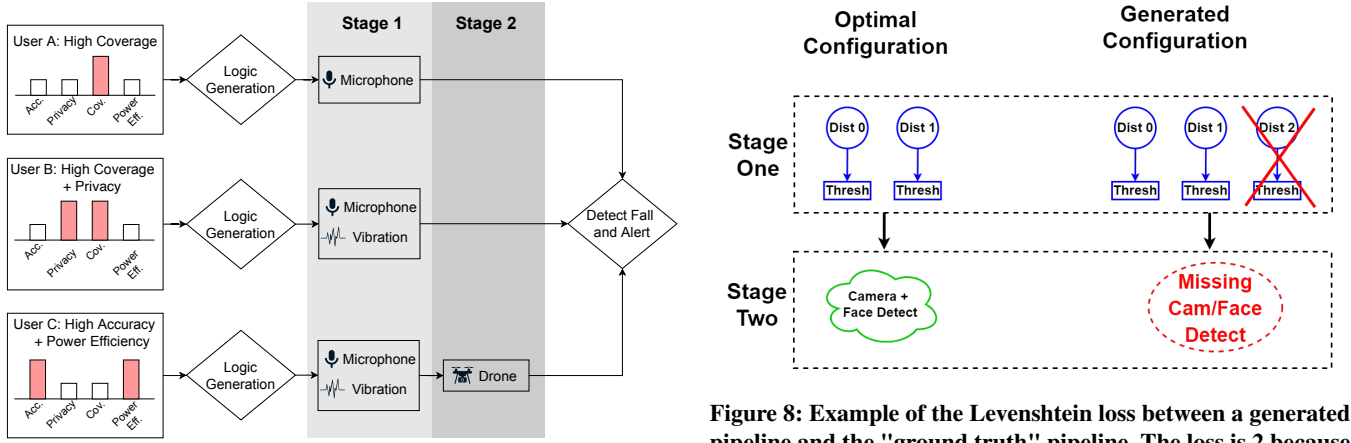 Stage 1
Stage 2
User A: High Coverage
Acc.
Privacy
Cov.
Power
Eff.
Logic
Generation
Microphone
User B: High Coverage
+ Privacy
Acc.
Privacy
Cov.
Power
Eff.
Logic
Generation
Microphone
Vibration
Detect Fall
and Alert
User C: High Accuracy
+ Power Efficiency
Acc.
Privacy
Cov.
Power
Eff.
Logic
Generation
Microphone
Vibration
Drone
Optimal
Configuration
Generated
Configuration
Stage
One
Dist 0
Dist 1
Thresh
Thresh
Dist 0
Dist 1
Dist 2
Thresh
Thresh
Thresh
Stage
Two
Camera +
Face Detect
Missing
Cam/Face
Detect
Figure 8: Example of the Levenshtein loss between a generated
pipeline and the "ground truth" pipeline. The loss is 2 because